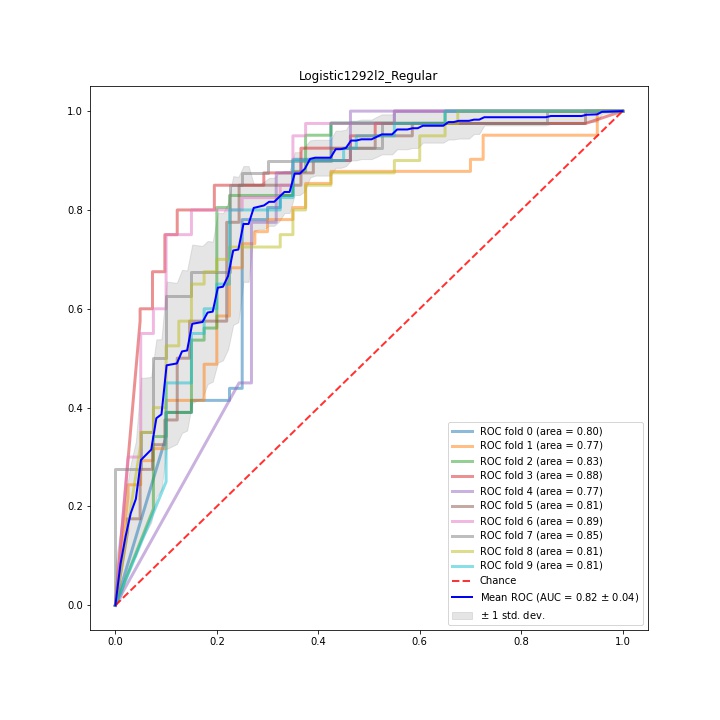 Logistic1292l2_Regular
1.0
0.8
0.6
0.4
0.2
0.0
ROC fold 0 (area = 0.80)
ROC fold 1 (area = 0.77)
ROC fold 2 (area = 0.83)
ROC fold 3 (area = 0.88)
ROC fold 4 (area = 0.77)
ROC fold 5 (area = 0.81)
ROC fold 6 (area = 0.89)
ROC fold 7 (area = 0.85)
ROC fold 8 (area = 0.81)
ROC fold 9 (area = 0.81)
Chance
Mean ROC (AUC = 0.82 ± 0.04)
± 1 std. dev.
0.0 0.2 0.4 0.6 0.8 1.0